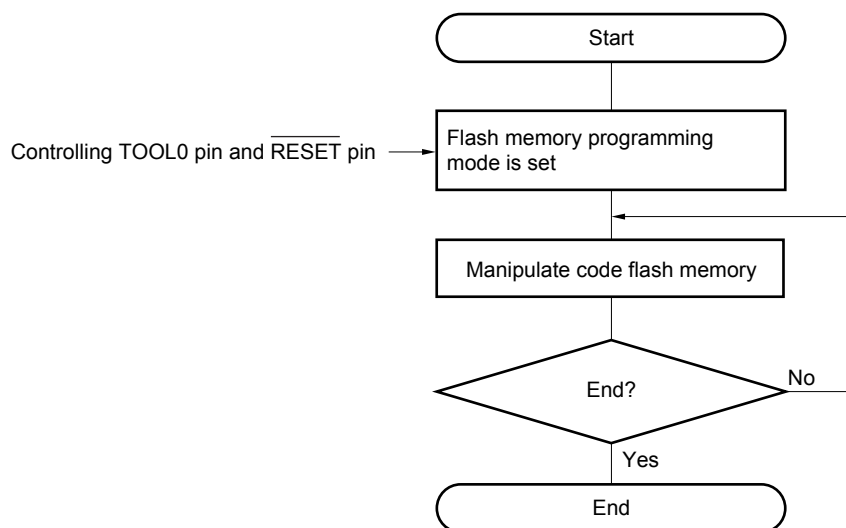 Start
Controlling TOOL0 pin and RESET pin
Flash memory programming
mode is set
Manipulate code flash memory
End?
No
Yes
End